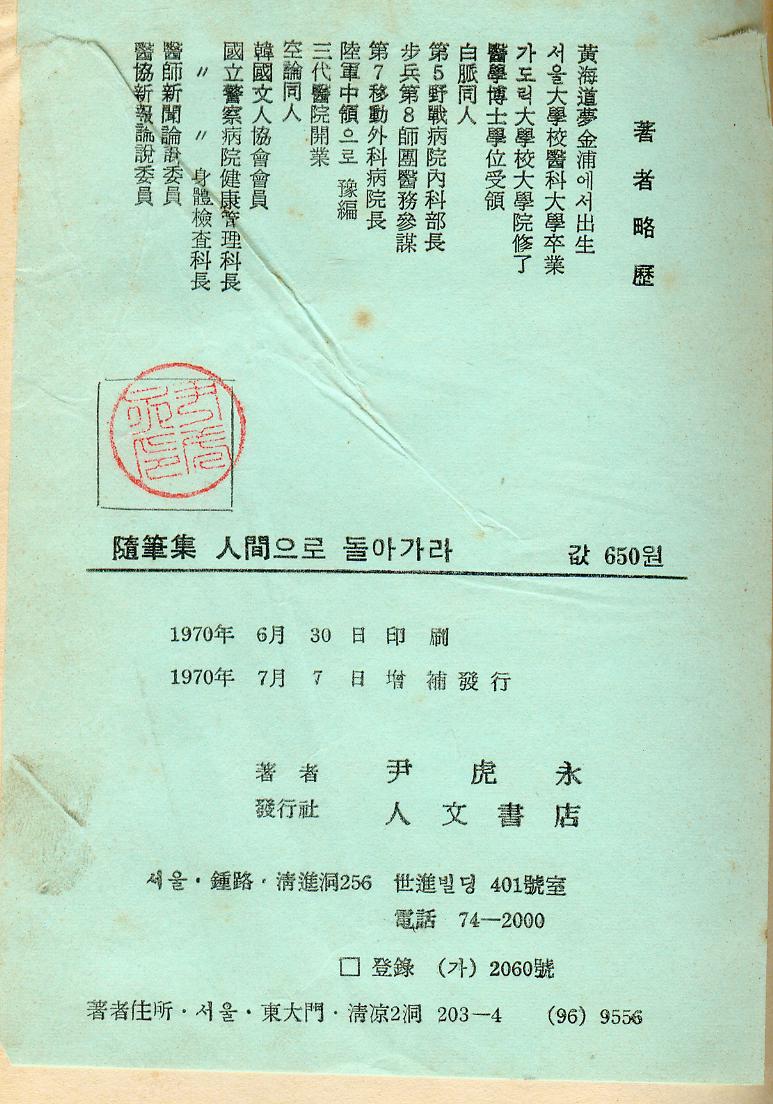 著者略歷
黃海道夢金浦에서出生
서울大學校醫科大學卒業
가도릭大學校大學院修了
醫學博士學位受領
白脈同人
第5野戰病院內科部長
步兵第8師團醫務參謀
第7移動外科病院長
陸軍中領으로 豫編
三代醫院開業
空論同人
韓國文人協會會員
國立警察病院健康管理科長
〃 〃 身體檢査科長
醫師新聞論說委員
醫協新報論說委員
隨筆集 人間으로 돌아가라 값 650원
1970年 6月 30 日 印 刷
1970年 7月 7 日 增 補 發 行
著 者 尹 虎 永
發行社 人 文 書 店
서울·鍾路·淸進洞256 世進빌딩 401號室
電話 74—2000
□ 登錄 (가) 2060號
著者住所·서울·東大門·淸凉2洞 203—4 (96) 9556